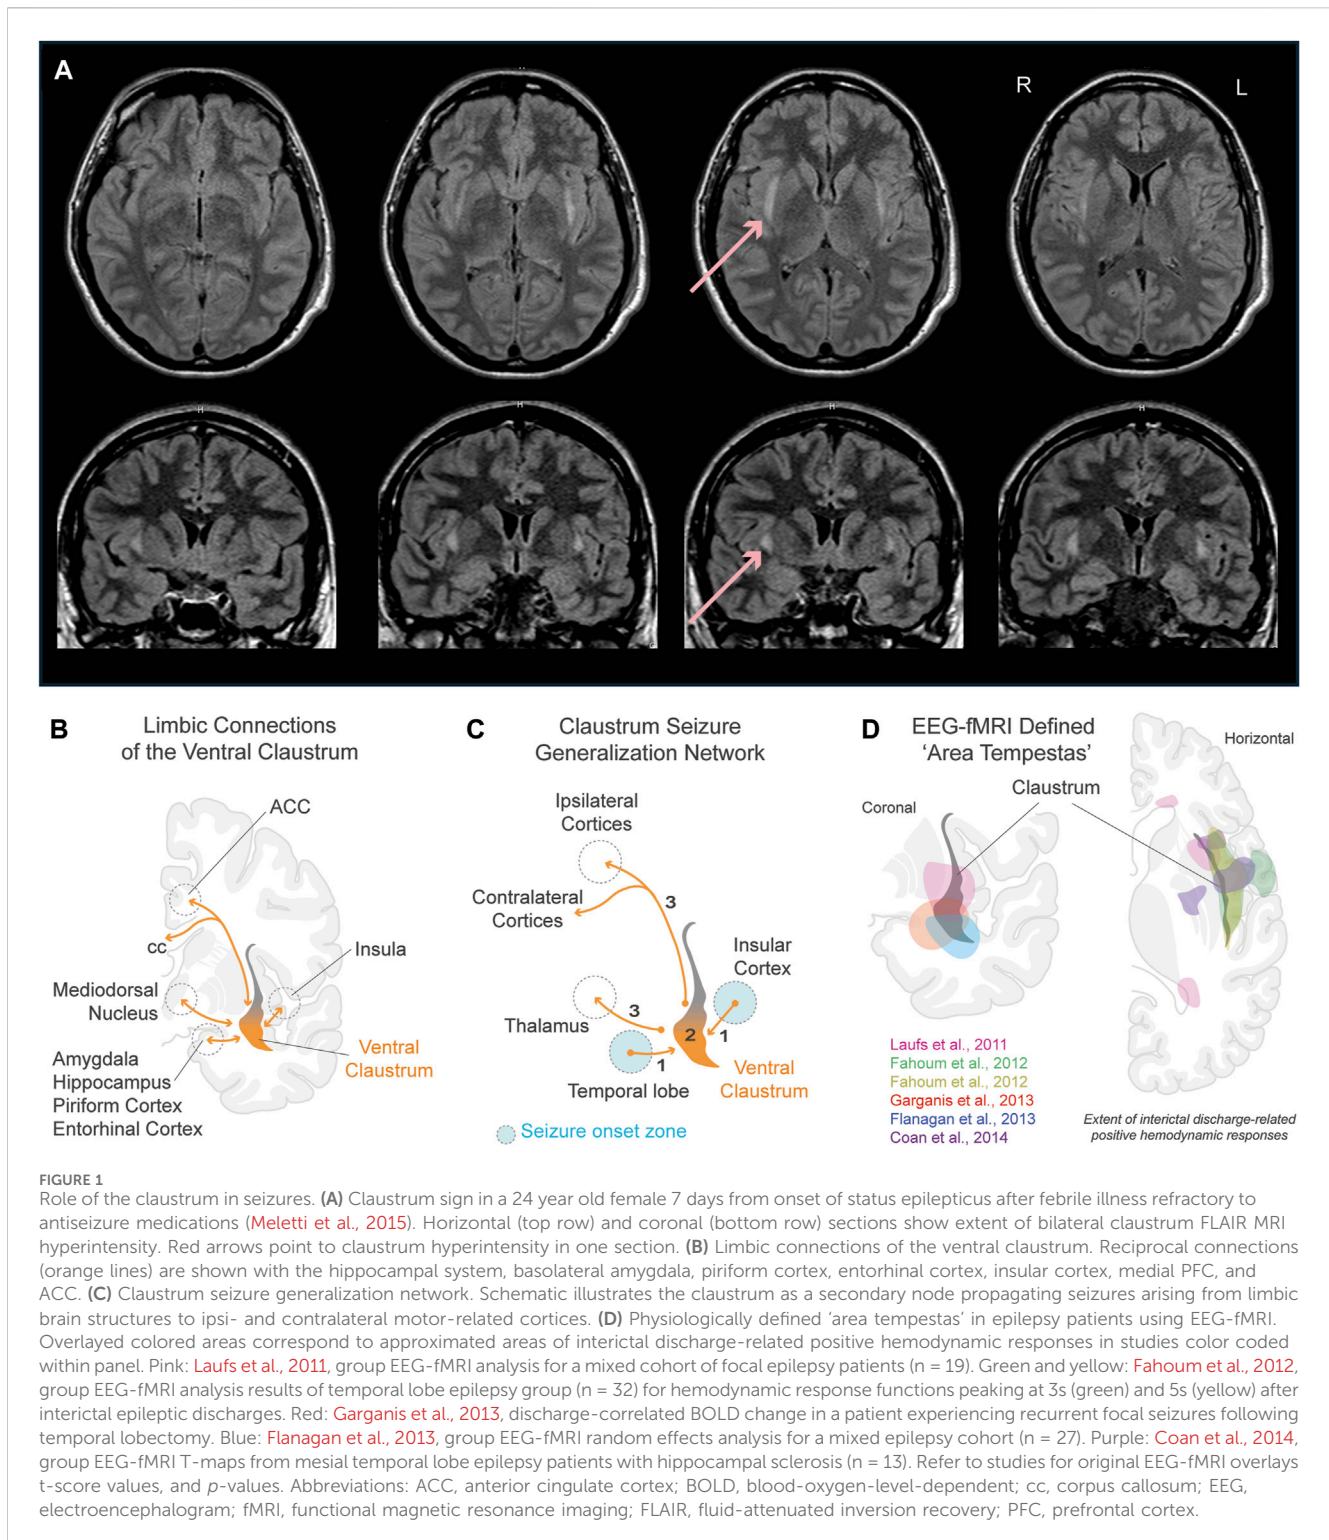 A
R
L
H
H
H
H
B
Limbic Connections
of the Ventral Claustrum
ACC
cc
Insula
Mediodorsal
Nucleus
Amygdala
Hippocampus
Piriform Cortex
Entorhinal Cortex
Ventral
Claustrum
C
Claustrum Seizure
Generalization Network
Ipsilateral
Cortices
Contralateral
Cortices
3
Insular
Cortex
3
Thalamus
2
1
1
Temporal lobe
Ventral
Claustrum
Seizure onset zone
D
EEG-fMRI Defined
‘Area Tempestas’
Horizontal
Claustrum
Coronal
Laufs et al., 2011
Fahoum et al., 2012
Fahoum et al., 2012
Garganis et al., 2013
Flanagan et al., 2013
Coan et al., 2014
Extent of interictal discharge-related
positive hemodynamic responses
FIGURE 1
Role of the claustrum in seizures. (A) Claustrum sign in a 24 year old female 7 days from onset of status epilepticus after febrile illness refractory to
antiseizure medications (Meletti et al., 2015). Horizontal (top row) and coronal (bottom row) sections show extent of bilateral claustrum FLAIR MRI
hyperintensity. Red arrows point to claustrum hyperintensity in one section. (B) Limbic connections of the ventral claustrum. Reciprocal connections
(orange lines) are shown with the hippocampal system, basolateral amygdala, piriform cortex, entorhinal cortex, insular cortex, medial PFC, and
ACC. (C) Claustrum seizure generalization network. Schematic illustrates the claustrum as a secondary node propagating seizures arising from limbic
brain structures to ipsi- and contralateral motor-related cortices. (D) Physiologically defined ‘area tempestas’ in epilepsy patients using EEG-fMRI.
Overlayed colored areas correspond to approximated areas of interictal discharge-related positive hemodynamic responses in studies color coded
within panel. Pink: Laufs et al., 2011, group EEG-fMRI analysis for a mixed cohort of focal epilepsy patients (n = 19). Green and yellow: Fahoum et al., 2012,
group EEG-fMRI analysis results of temporal lobe epilepsy group (n = 32) for hemodynamic response functions peaking at 3s (green) and 5s (yellow) after
interictal epileptic discharges. Red: Garganis et al., 2013, discharge-correlated BOLD change in a patient experiencing recurrent focal seizures following
temporal lobectomy. Blue: Flanagan et al., 2013, group EEG-fMRI random effects analysis for a mixed epilepsy cohort (n = 27). Purple: Coan et al., 2014,
group EEG-fMRI T-maps from mesial temporal lobe epilepsy patients with hippocampal sclerosis (n = 13). Refer to studies for original EEG-fMRI overlays
t-score values, and p-values. Abbreviations: ACC, anterior cingulate cortex; BOLD, blood-oxygen-level-dependent; cc, corpus callosum; EEG,
electroencephalogram; fMRI, functional magnetic resonance imaging; FLAIR, fluid-attenuated inversion recovery; PFC, prefrontal cortex.